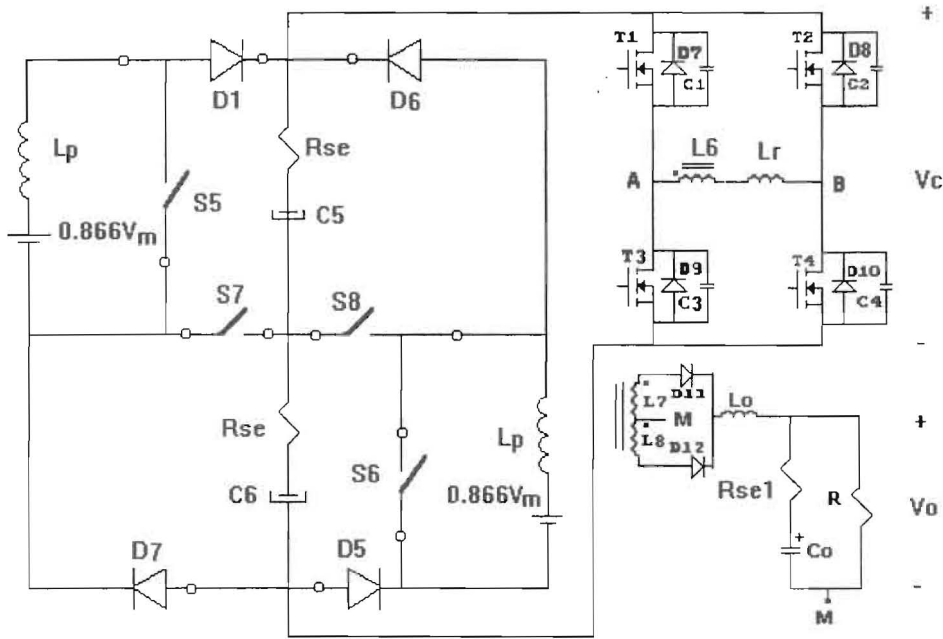 +
T1
T2
D7
D8
C1
C2
D1
D6
Lp
Rse
L6
Lr
S5
A
B
Vc
C5
0.866Vm
T3
T4
D9
D10
C3
C4
S7
S8
-
D11
L7
M
Lo
+
L8
D12
Rse
Lp
S6
Rse1
R
Vo
C6
0.866Vm
+
Co
D7
D5
-
M